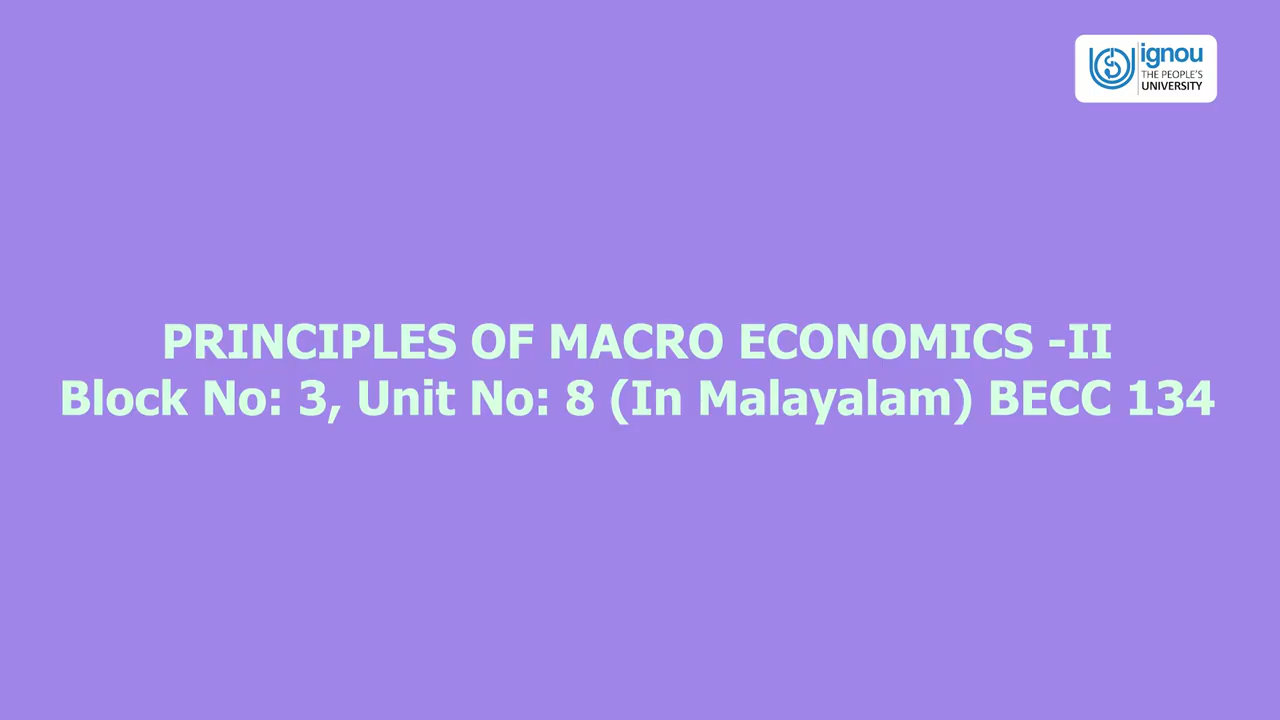 ignou
THE PEOPLE'S
UNIVERSITY
PRINCIPLES OF MACRO ECONOMICS -II
Block No: 3, Unit No: 8 (In Malayalam) BECC 134